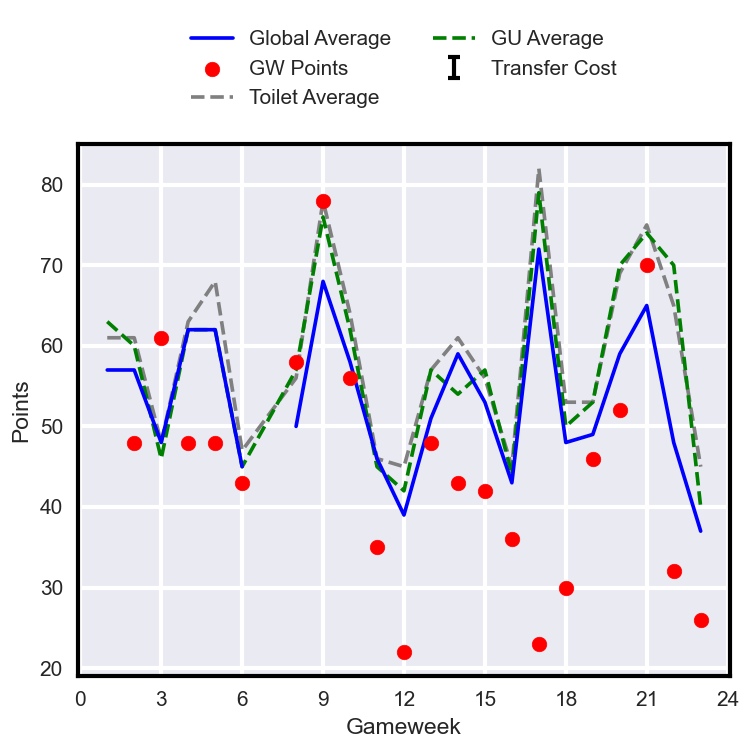 Global Average
GW Points
Toilet Average
GU Average
Transfer Cost
Points
80
70
60
50
40
30
20
0 3 6 9 12 15 18 21 24
Gameweek